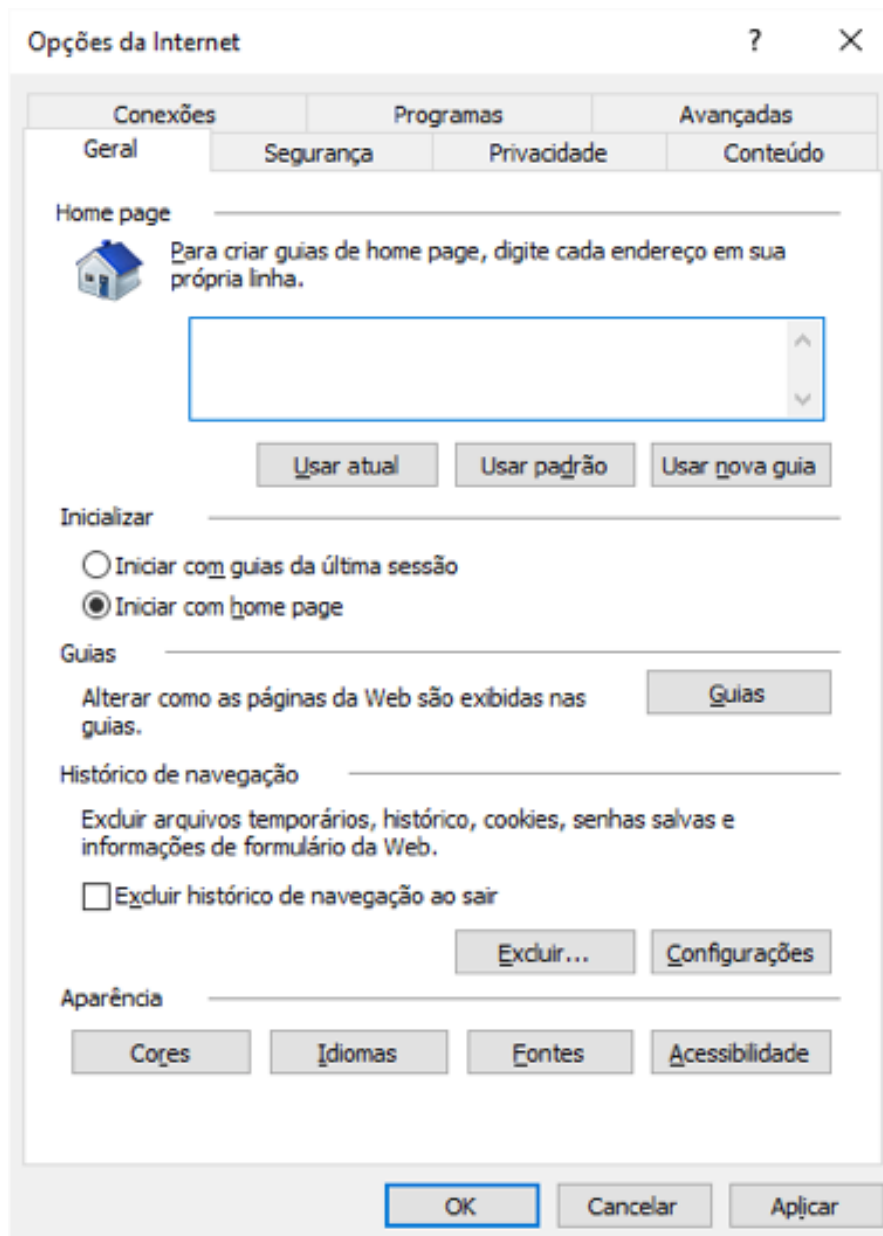 Opções da Internet ? ×
Conexões Programas Avançadas
Geral Segurança Privacidade Conteúdo
Home page
Para criar guias de home page, digite cada endereço em sua
própria linha.
Usar atual Usar padrão Usar nova guia
Inicializar
Iniciar com guias da última sessão
Iniciar com home page
Guias
Alterar como as páginas da Web são exibidas nas
guias.
Guias
Histórico de navegação
Excluir arquivos temporários, histórico, cookies, senhas salvas e
informações de formulário da Web.
Excluir histórico de navegação ao sair
Excluir... Configurações
Aparência
Cores Idiomas Fontes Acessibilidade
OK Cancelar Aplicar